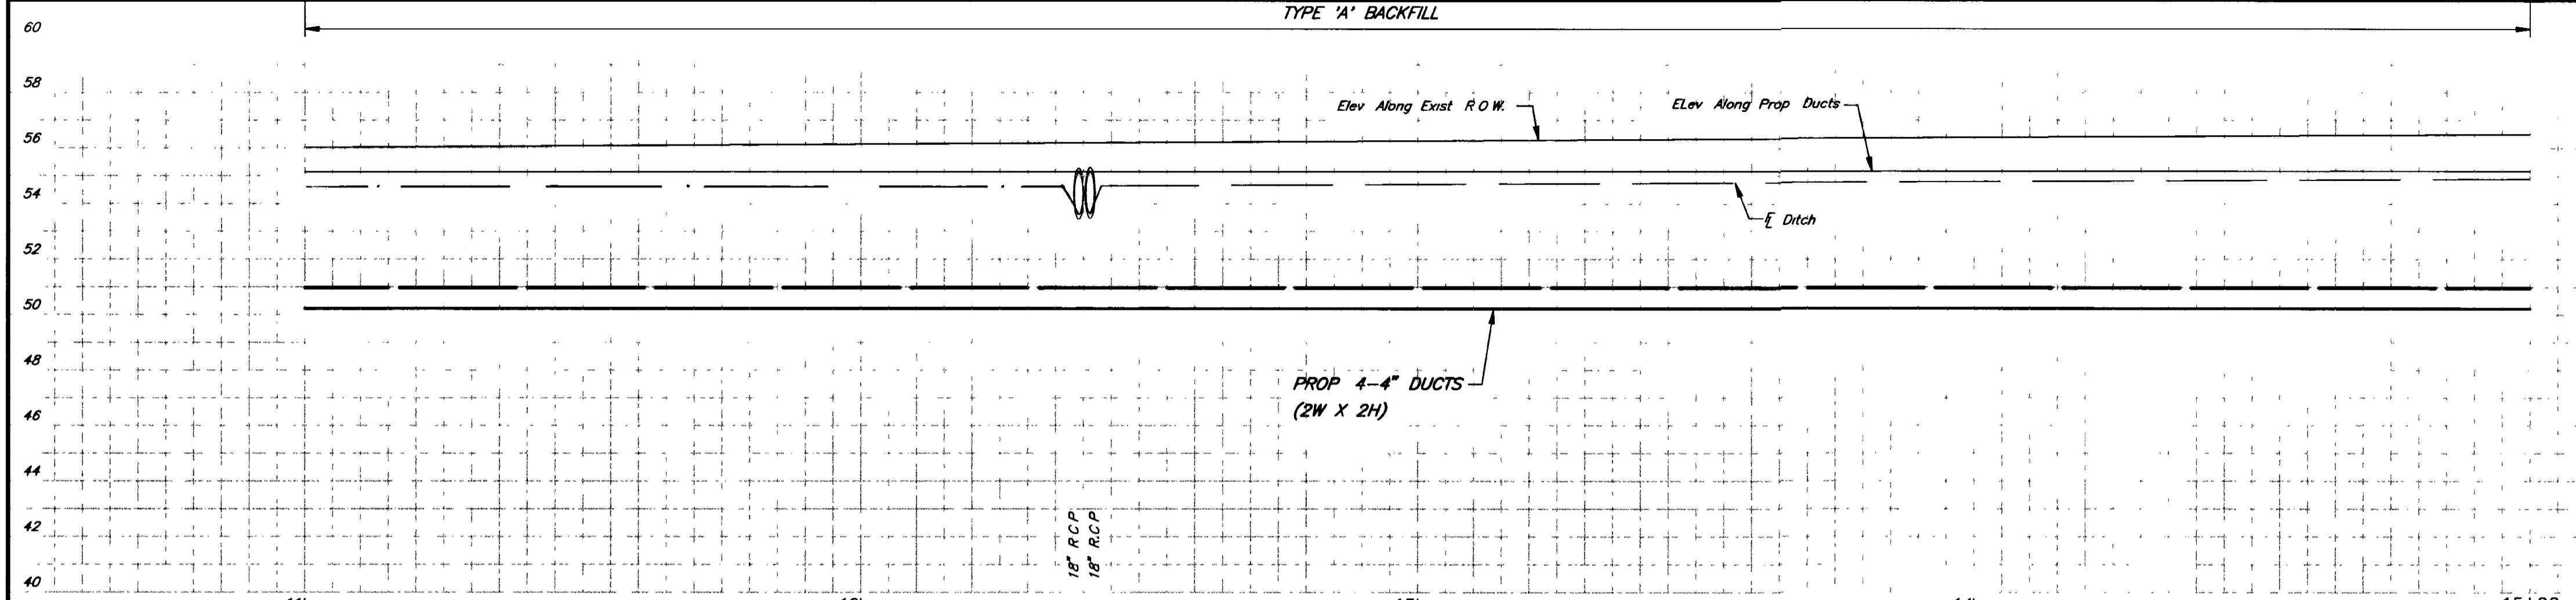 TYPE 'A' BACKFILL
60
58
Elev Along Exist R O W.
ELev Along Prop Ducts
56
54
℄ Ditch
52
50
48
PROP 4-4" DUCTS
(2W X 2H)
46
44
42
18" R C P
18" R.C.P
40